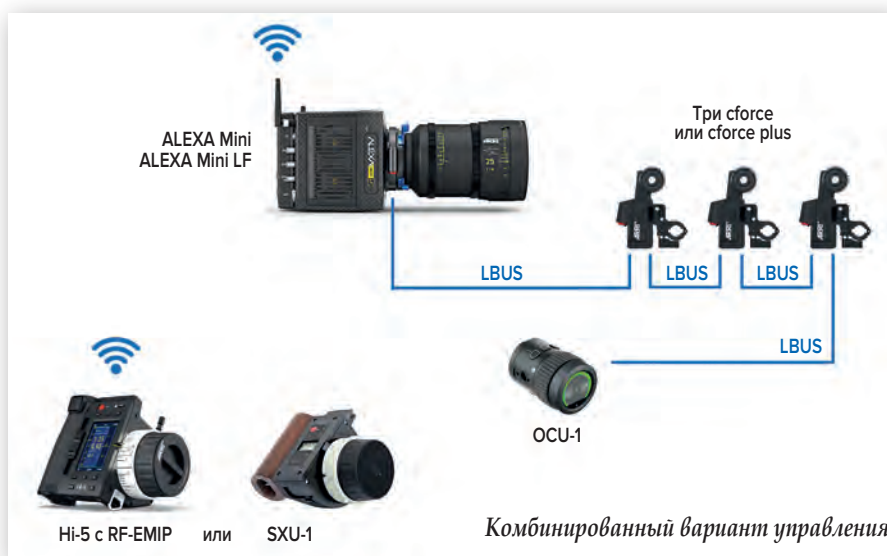 ALEXA Mini
ALEXA Mini LF
Три cforce
или cforce plus
LBUS
LBUS
LBUS
LBUS
OCU-1
Hi-5 с RF-EMIP или SXU-1
Комбинированный вариант управления